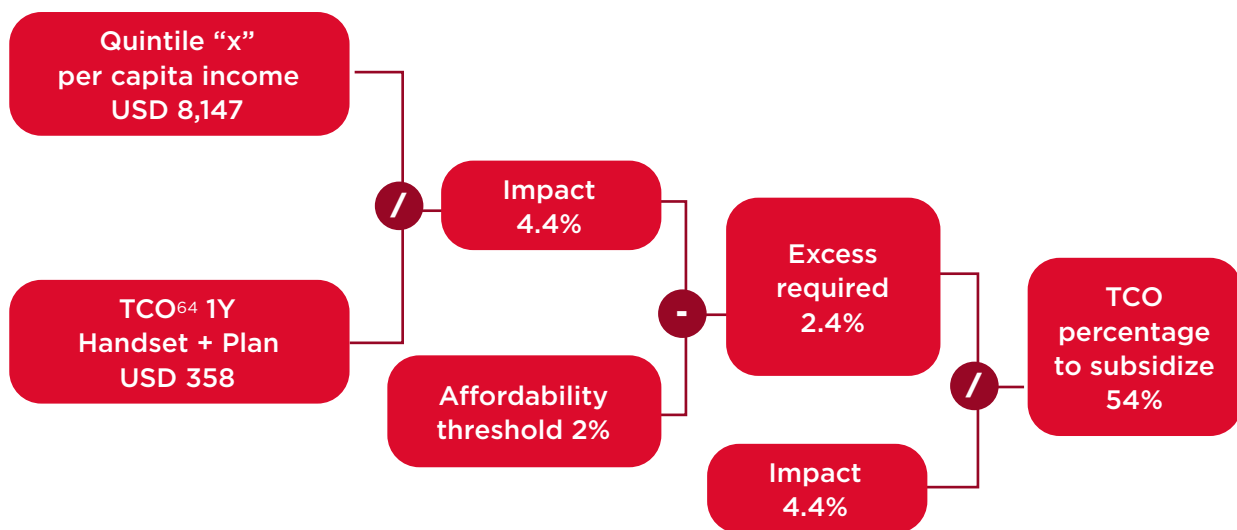 Quintile “x”
per capita income
USD 8,147
/
TCO⁶⁴ 1Y
Handset + Plan
USD 358
Impact
4.4%
-
Affordability
threshold 2%
Excess
required
2.4%
/
Impact
4.4%
TCO
percentage
to subsidize
54%